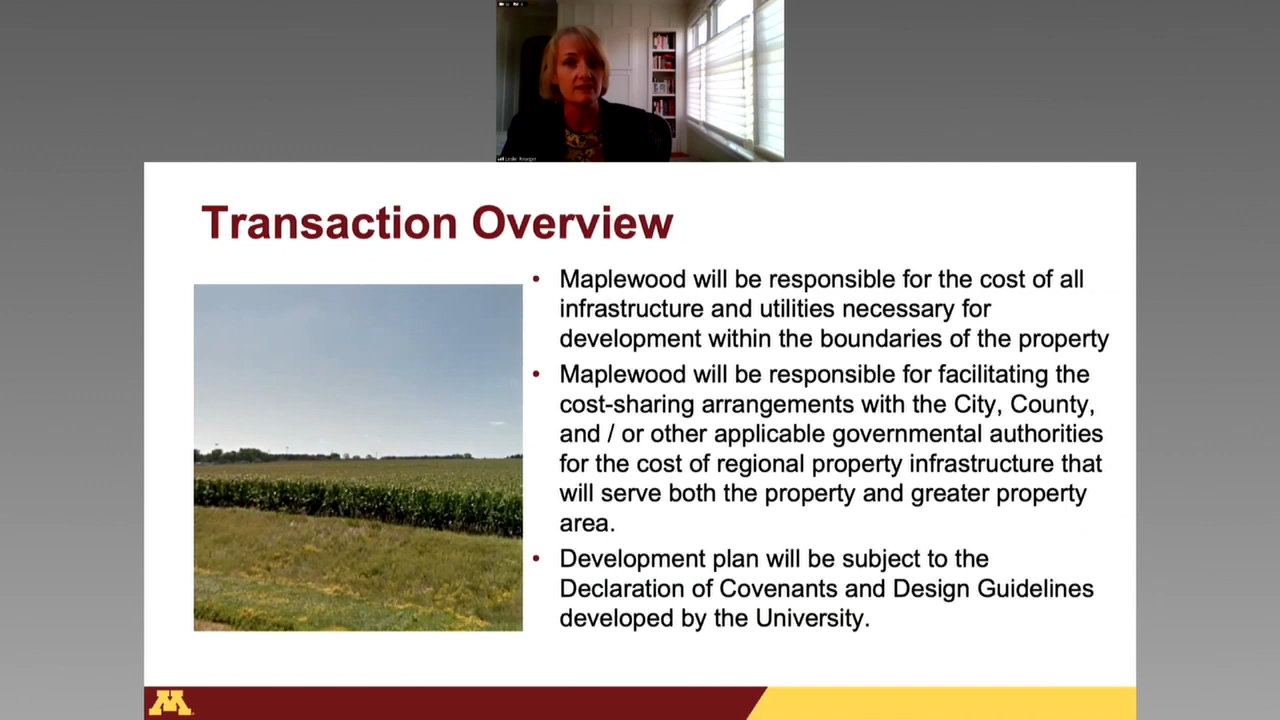 Leslie Krueger
Transaction Overview
• Maplewood will be responsible for the cost of all
infrastructure and utilities necessary for
development within the boundaries of the property
• Maplewood will be responsible for facilitating the
cost-sharing arrangements with the City, County,
and / or other applicable governmental authorities
for the cost of regional property infrastructure that
will serve both the property and greater property
area.
• Development plan will be subject to the
Declaration of Covenants and Design Guidelines
developed by the University.
M